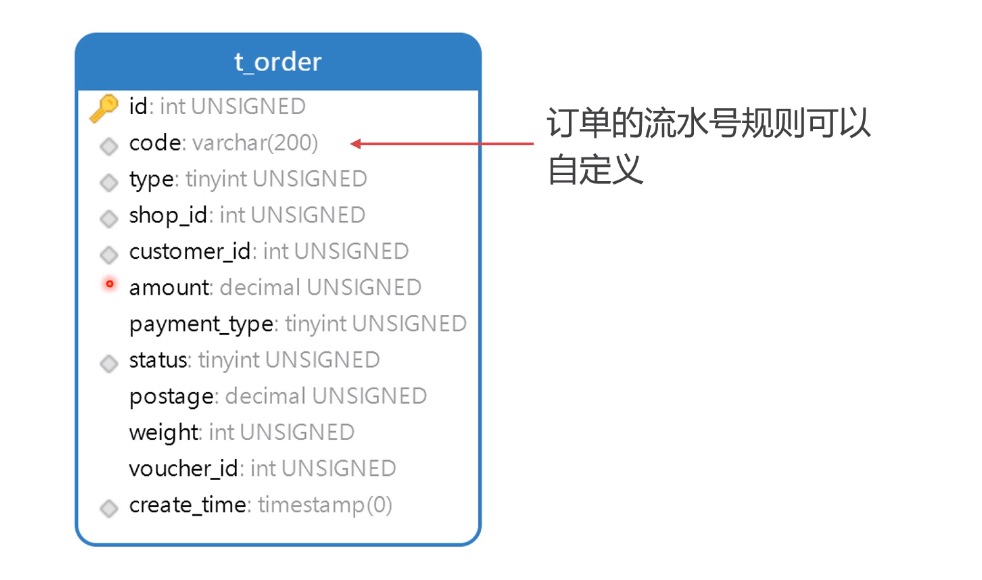 t_order
id: int UNSIGNED
code: varchar(200)
type: tinyint UNSIGNED
shop_id: int UNSIGNED
customer_id: int UNSIGNED
amount: decimal UNSIGNED
payment_type: tinyint UNSIGNED
status: tinyint UNSIGNED
postage: decimal UNSIGNED
weight: int UNSIGNED
voucher_id: int UNSIGNED
create_time: timestamp(0)
订单的流水号规则可以
自定义